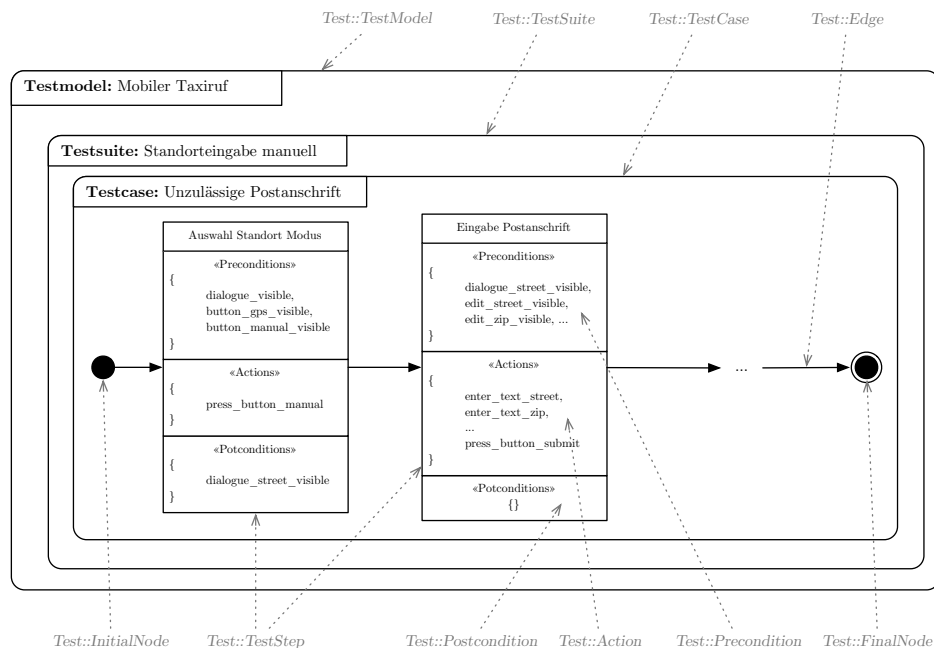 Test::TestModel
Test::TestSuite
Test::TestCase
Test::Edge
Testmodel: Mobiler Taxiruf
Testsuite: Standorteingabe manuell
Testcase: Unzulässige Postanschrift
Auswahl Standort Modus
«Preconditions»
{
dialogue_visible,
button_gps_visible,
button_manual_visible
}
«Actions»
{
press_button_manual
}
«Potconditions»
{
dialogue_street_visible
}
Eingabe Postanschrift
«Preconditions»
{
dialogue_street_visible,
edit_street_visible,
edit_zip_visible, ...
}
«Actions»
{
enter_text_street,
enter_text_zip,
...
press_button_submit
}
«Potconditions»
{}
...
Test::InitialNode
Test::TestStep
Test::Postcondition
Test::Action
Test::Precondition
Test::FinalNode